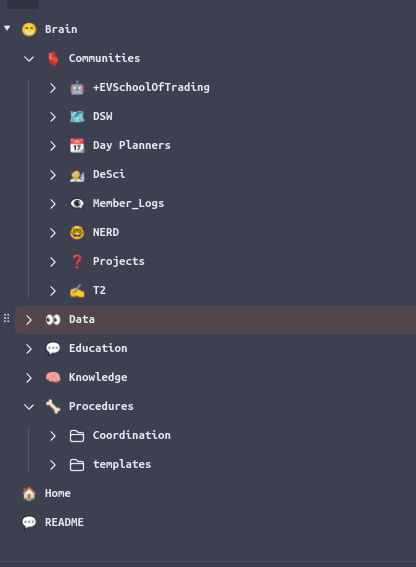 Brain
Communities
+EVSchoolOfTrading
DSW
Day Planners
DeSci
Member_Logs
NERD
Projects
T2
Data
Education
Knowledge
Procedures
Coordination
templates
Home
README